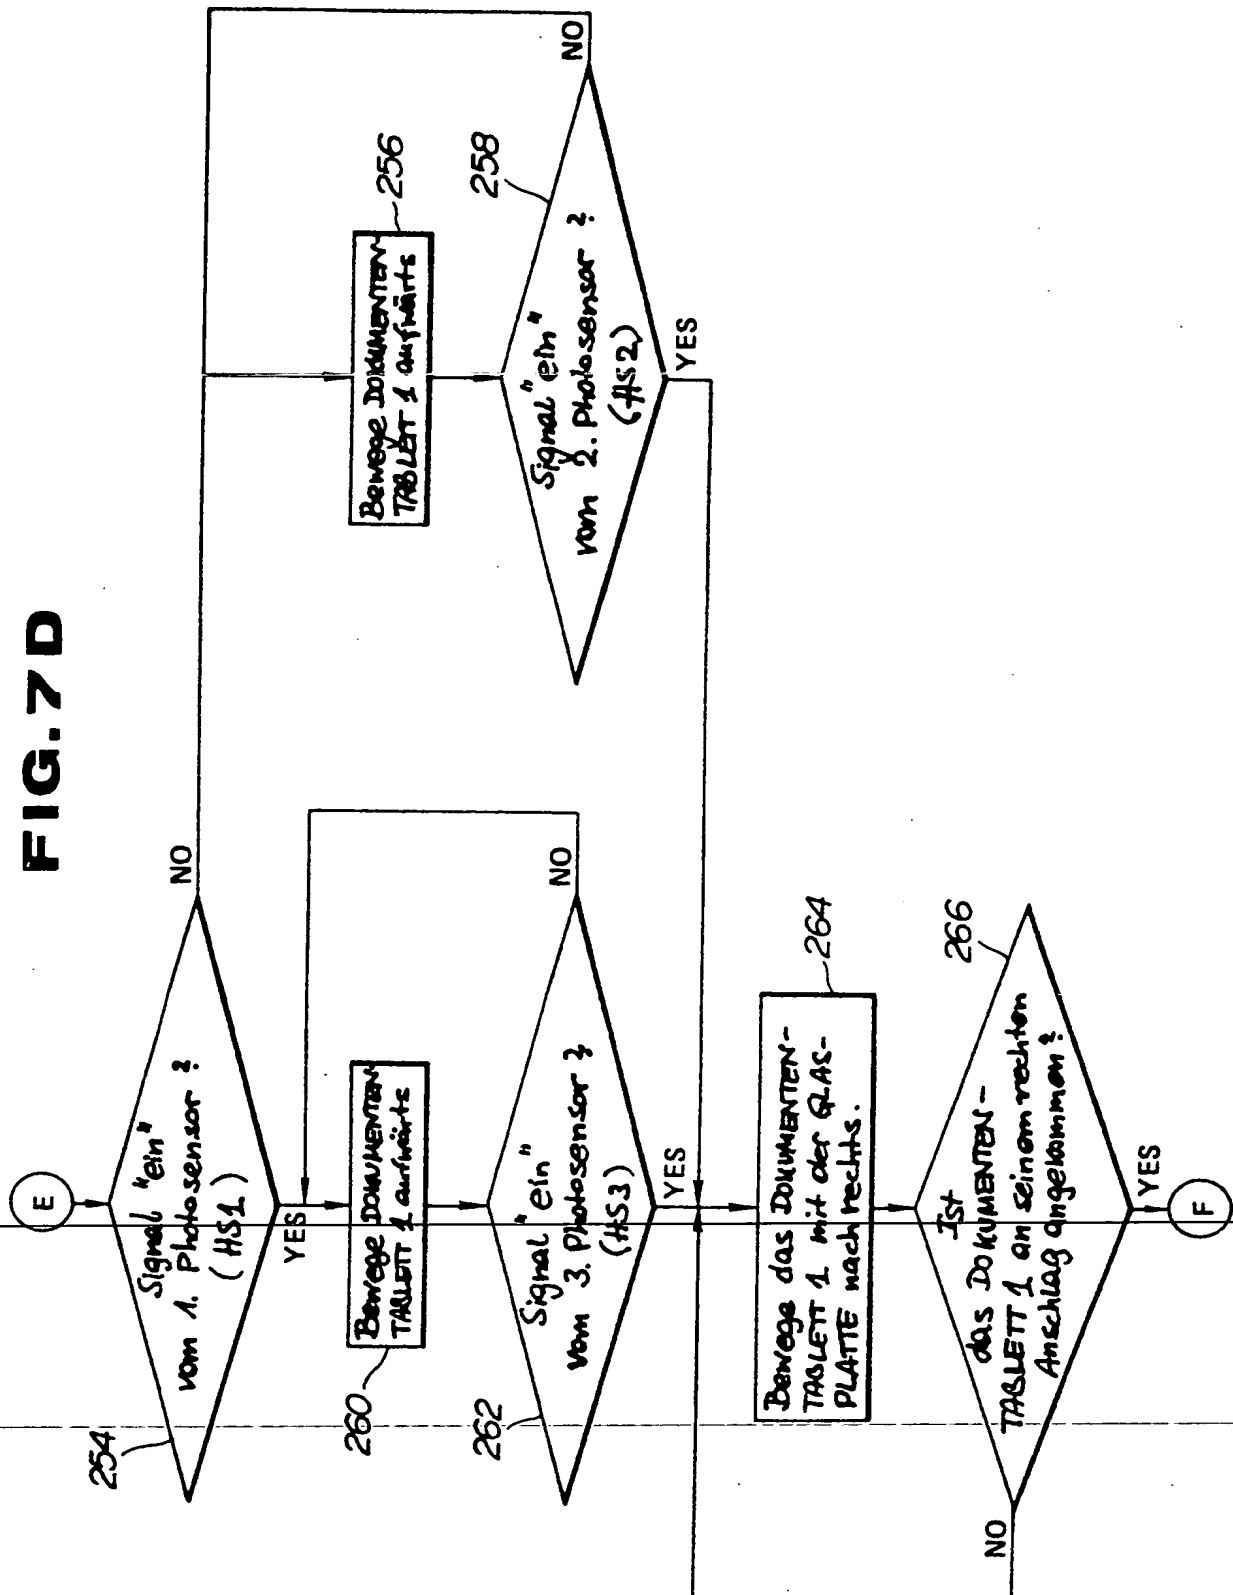 FIG.7D
E
254
Signal "ein"
vom 1. Photosensor?
(HS1)
NO
YES
256
Bewege DOKUMENTEN-
TABLETT 1 aufwärts
258
Signal "ein"
vom 2. Photosensor?
(HS2)
NO
YES
260
Bewege DOKUMENTEN-
TABLETT 1 aufwärts
262
Signal "ein"
vom 3. Photosensor?
(HS3)
NO
YES
264
Bewege das DOKUMENTEN-
TABLETT 1 mit der GLAS-
PLATTE nach rechts.
266
Ist
das DOKUMENTEN-
TABLETT 1 an seinem rechten
Anschlag angekommen?
NO
YES
F